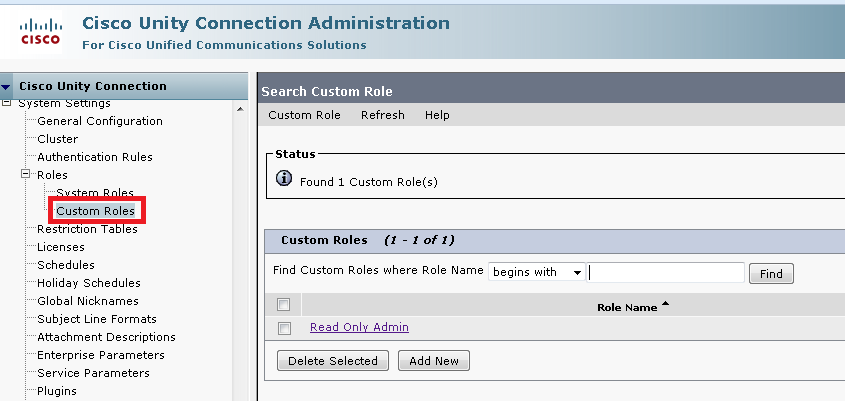 Cisco Unity Connection Administration
CISCO
For Cisco Unified Communications Solutions
Cisco Unity Connection
System Settings
General Configuration
Cluster
Authentication Rules
Roles
System Roles
Custom Roles
Restriction Tables
Licenses
Schedules
Holiday Schedules
Global Nicknames
Subject Line Formats
Attachment Descriptions
Enterprise Parameters
Service Parameters
Plugins
Search Custom Role
Custom Role Refresh Help
Status
Found 1 Custom Role(s)
Custom Roles (1 - 1 of 1)
Find Custom Roles where Role Name begins with Find
Role Name
Read Only Admin
Delete Selected Add New